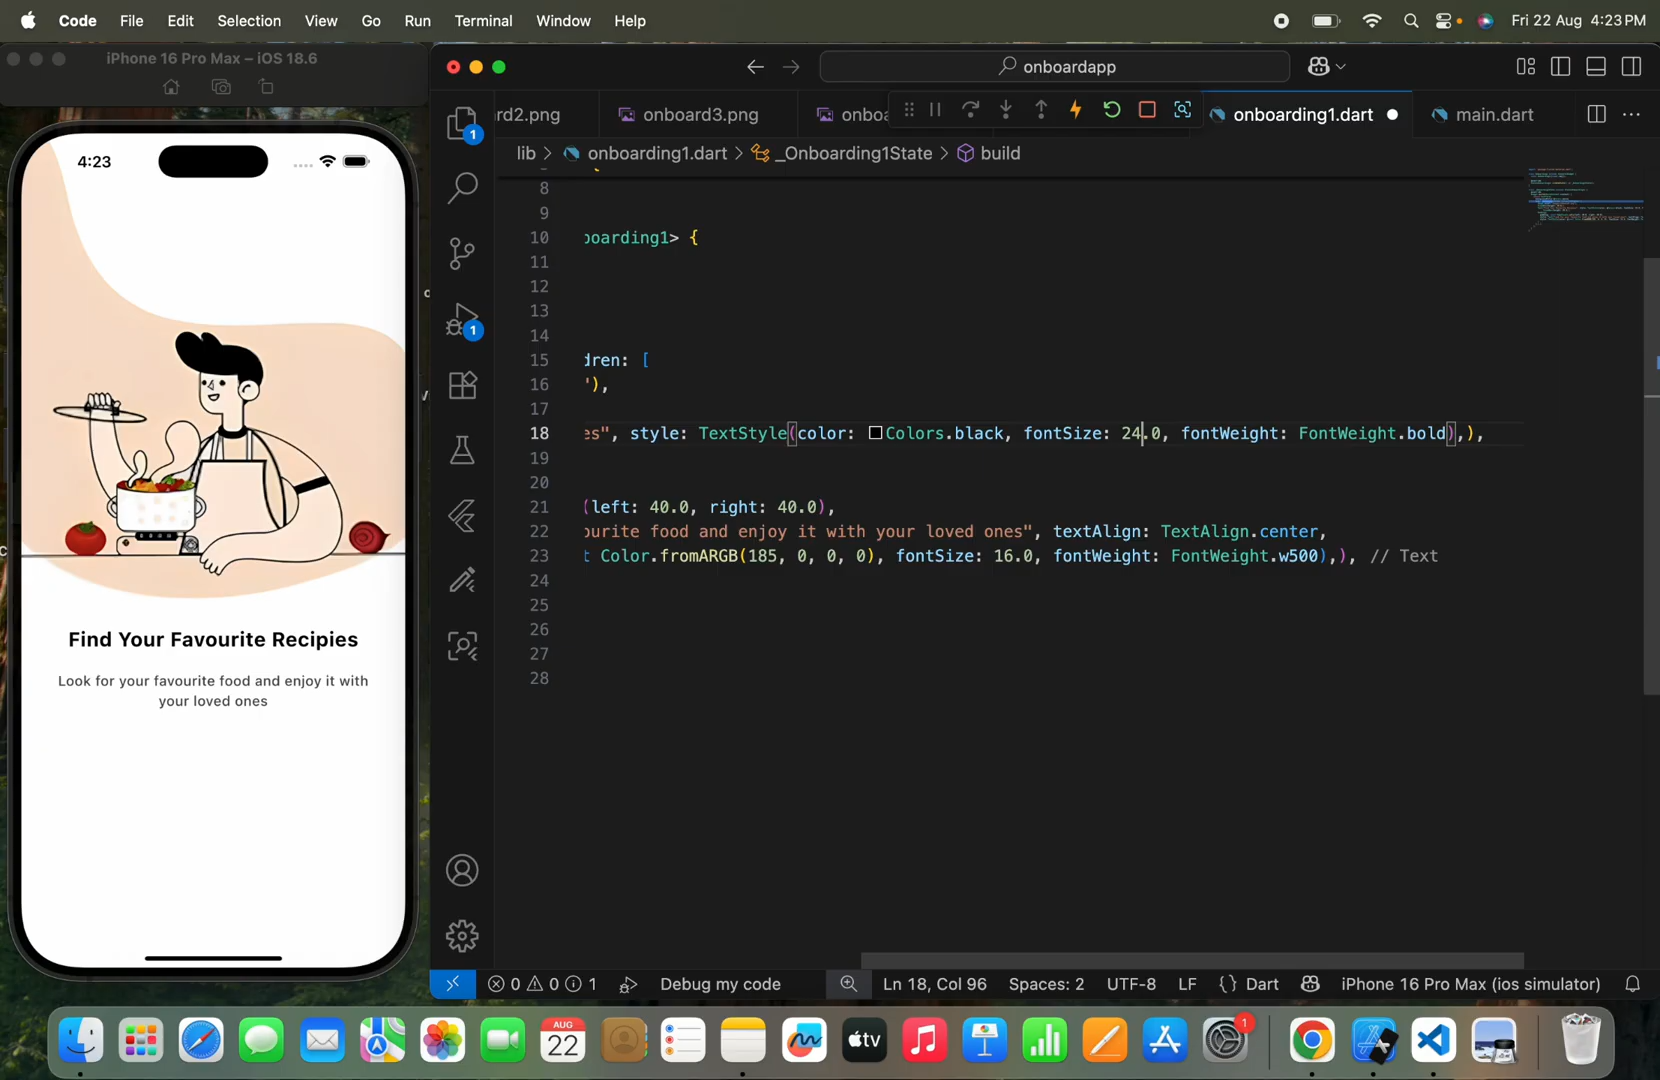 Code File Edit Selection View Go Run Terminal Window Help Fri 22 Aug 4:23 PM
iPhone 16 Pro Max – iOS 18.6
onboardapp
rd2.png onboard3.png onboa onboarding1.dart main.dart
lib > onboarding1.dart > _Onboarding1State > build
8
9
10 boarding1> {
11
12
13
14
15 dren: [
16 '),
17
18 es", style: TextStyle(color: Colors.black, fontSize: 24.0, fontWeight: FontWeight.bold),),
19
20
21 (left: 40.0, right: 40.0),
22 ourite food and enjoy it with your loved ones", textAlign: TextAlign.center,
23 t Color.fromARGB(185, 0, 0, 0), fontSize: 16.0, fontWeight: FontWeight.w500),), // Text
24
25
26
27
28
4:23
Find Your Favourite Recipies
Look for your favourite food and enjoy it with
your loved ones
1
1
0 0 1 Debug my code Ln 18, Col 96 Spaces: 2 UTF-8 LF {} Dart iPhone 16 Pro Max (ios simulator)
AUG
22
tv
1